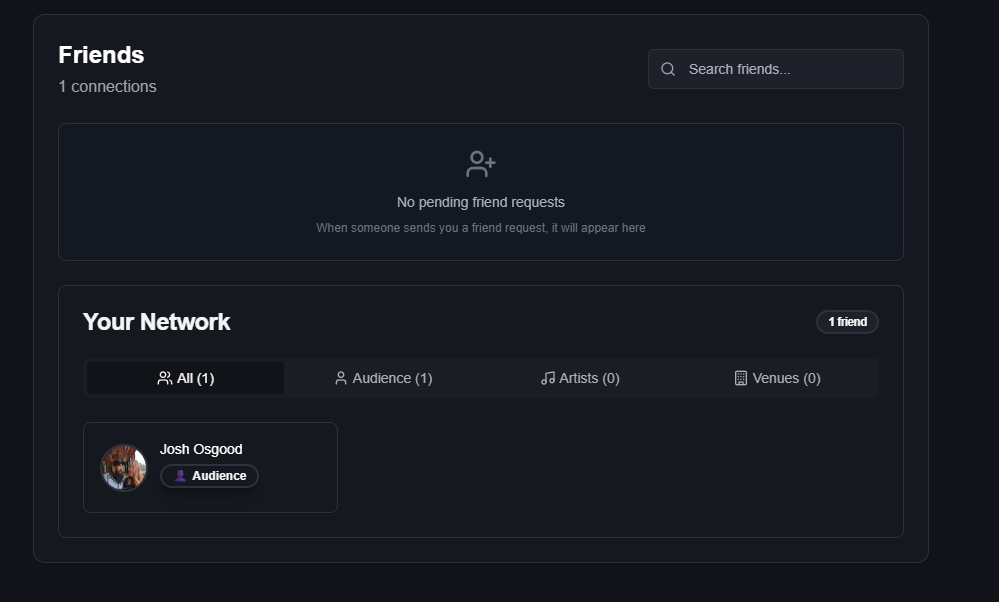 Friends
1 connections
Search friends...
No pending friend requests
When someone sends you a friend request, it will appear here
Your Network
1 friend
All (1)
Audience (1)
Artists (0)
Venues (0)
Josh Osgood
Audience